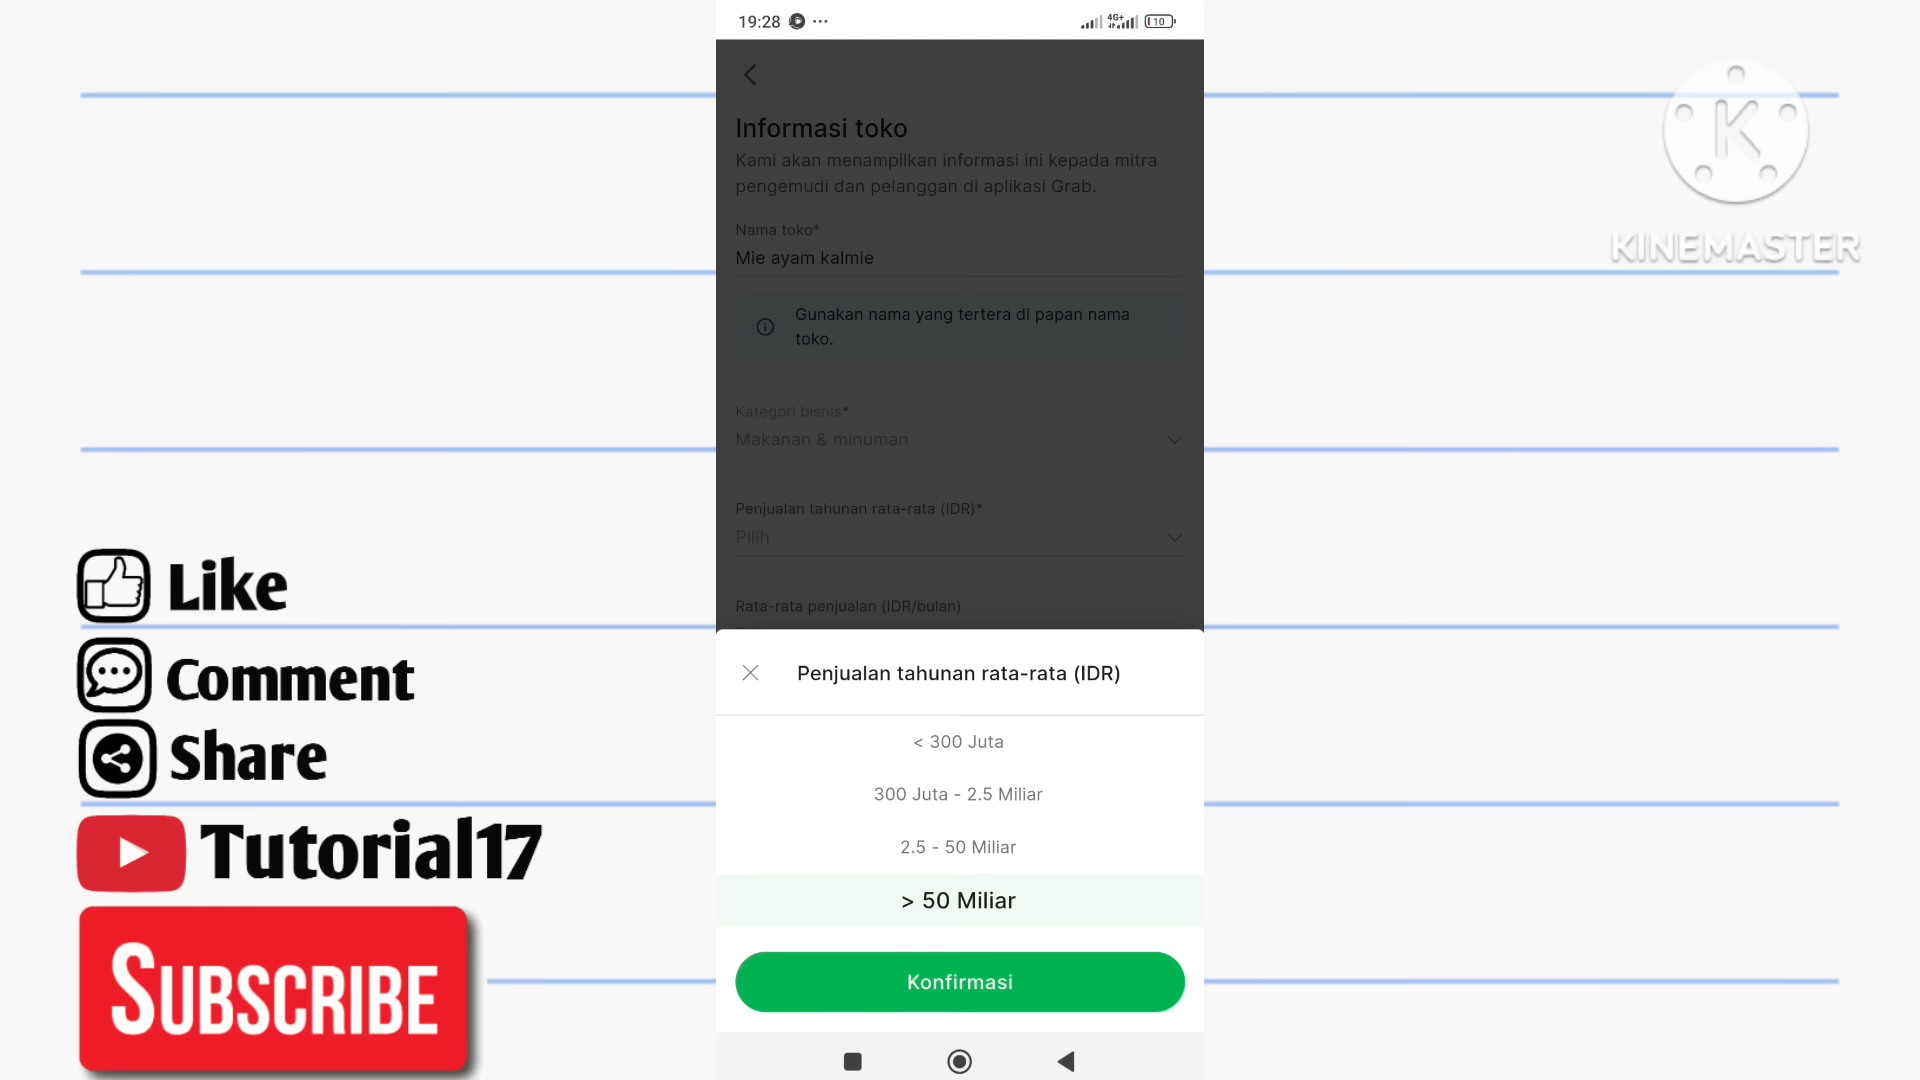 19:28
4G+
10
Informasi toko
Kami akan menampilkan informasi ini kepada mitra
pengemudi dan pelanggan di aplikasi Grab.
Nama toko*
Mie ayam kalmie
Gunakan nama yang tertera di papan nama
toko.
Kategori bisnis*
Makanan & minuman
Penjualan tahunan rata-rata (IDR)*
Pilih
Rata-rata penjualan (IDR/bulan)
Penjualan tahunan rata-rata (IDR)
< 300 Juta
300 Juta - 2.5 Miliar
2.5 - 50 Miliar
> 50 Miliar
Konfirmasi
K
KINEMASTER
Like
Comment
Share
Tutorial17
SUBSCRIBE